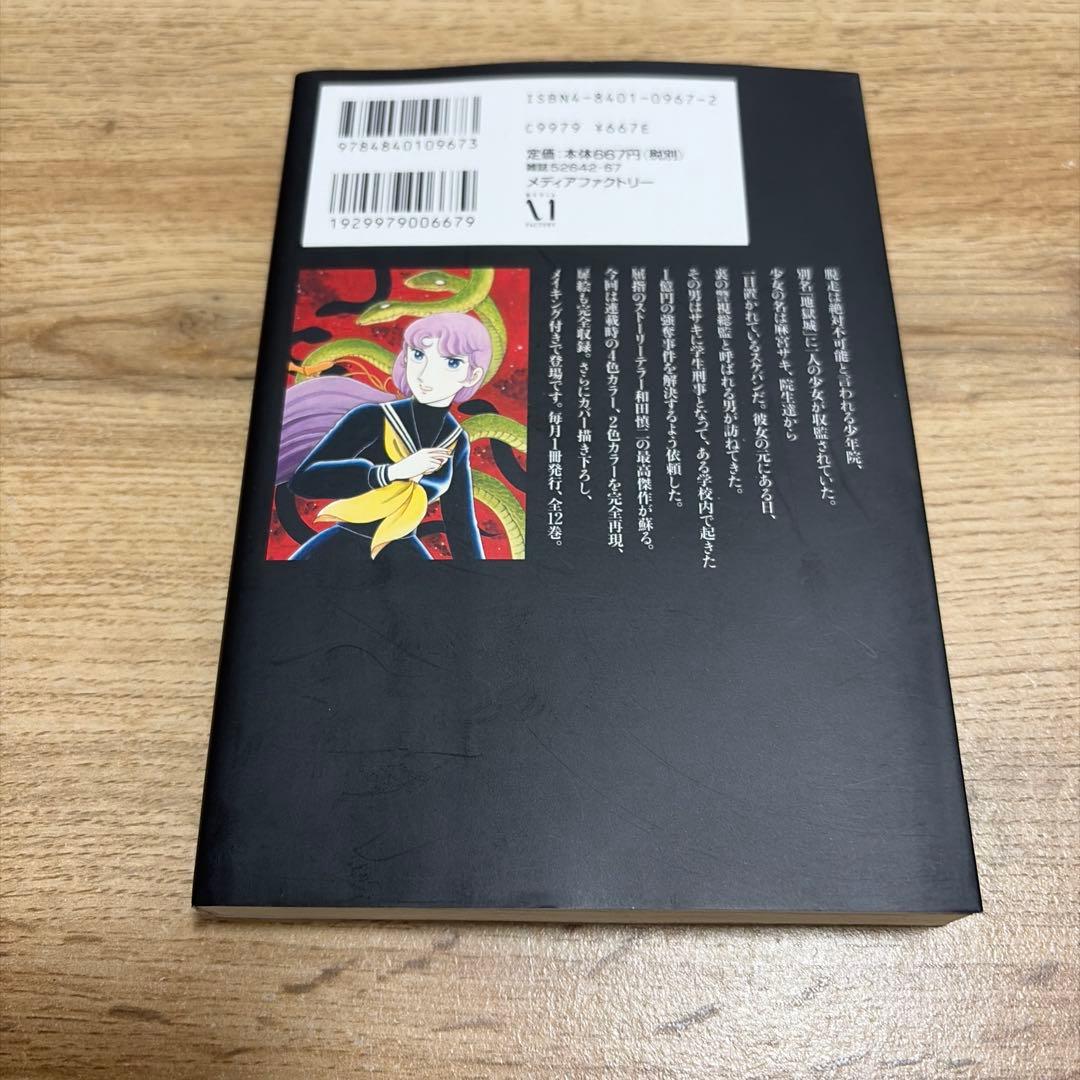 ISBN4-8401-0967-2
C9979 ¥667E
定価:本体667円(税別)
雑誌52642-67
メディアファクトリー
MEDIA
FACTORY
9784840109673
1929979006679
脱走は絶対不可能と言われる少年院、
別名「地獄城」に一人の少女が収監されていた。
少女の名は麻宮サキ、院生達から
一目置かれているスケバンだ。彼女の元にある日、
裏の警視総監と呼ばれる男が訪ねてきた。
その男はサキに学生刑事となって、ある学校内で起きた
1億円の強奪事件を解決するよう依頼した。
屈指のストーリーテラー和田慎二の最高傑作が蘇る。
今回は連載時の4色カラー、2色カラーを完全再現、
扉絵も完全収録。さらにカバー描き下ろし、
メイキング付きで登場です。毎月1冊発行、全12巻。